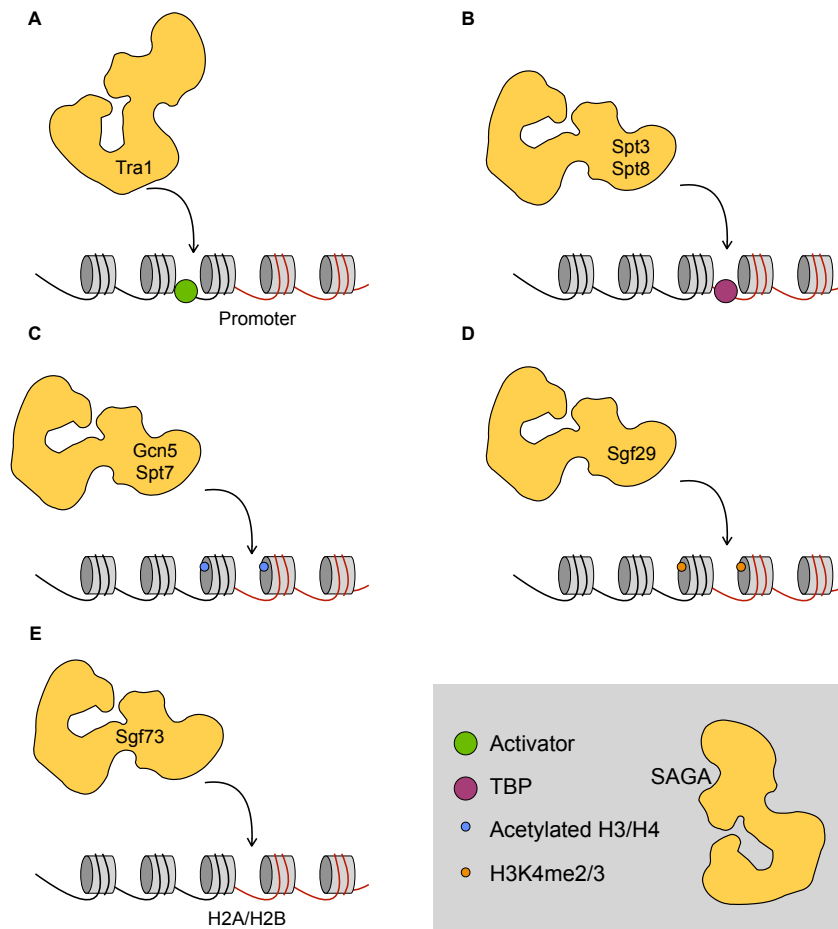 A
Tra1
Promoter
B
Spt3
Spt8
C
Gcn5
Spt7
D
Sgf29
E
Sgf73
H2A/H2B
Activator
TBP
Acetylated H3/H4
H3K4me2/3
SAGA